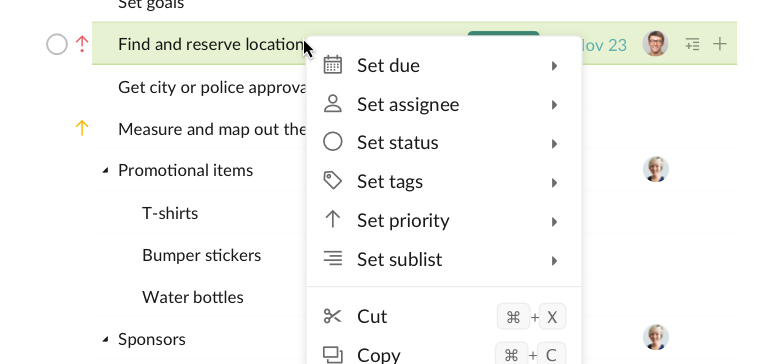 Set goals
Find and reserve location
Nov 23
Get city or police approva
Measure and map out the
Promotional items
T-shirts
Bumper stickers
Water bottles
Sponsors
Set due
Set assignee
Set status
Set tags
Set priority
Set sublist
Cut ⌘ + X
Copy ⌘ + C